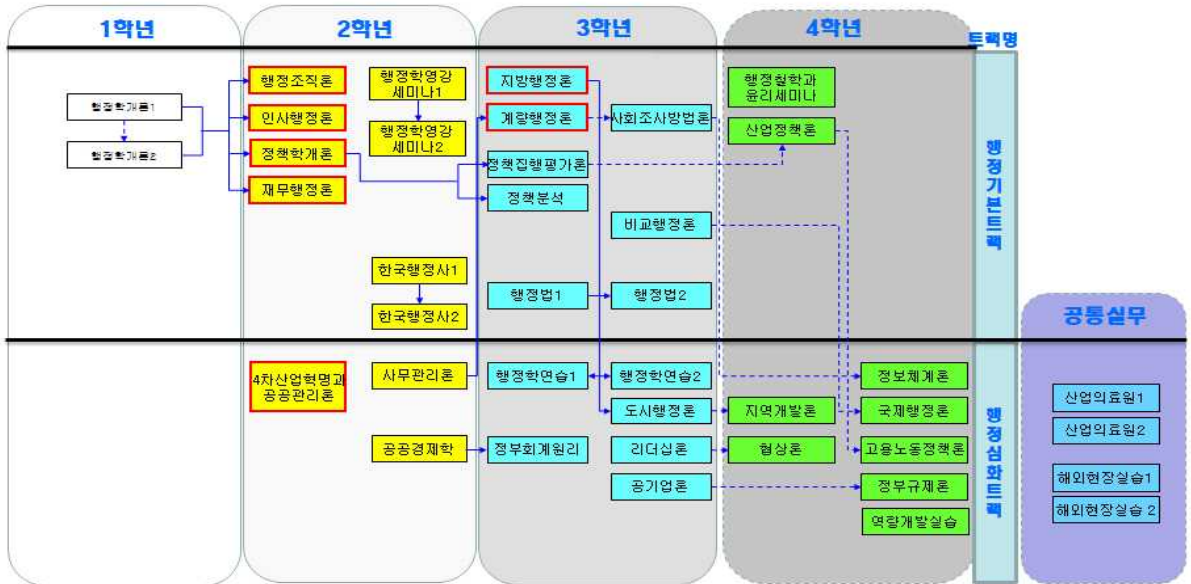 1학년
2학년
3학년
4학년
트랙명
행정학개론1
행정학개론2
행정조직론
인사행정론
정책학개론
재무행정론
행정학영강
세미나1
행정학영강
세미나2
한국행정사1
한국행정사2
지방행정론
계량행정론
사회조사방법론
정책집행평가론
정책분석
비교행정론
행정법1
행정법2
행정철학과
윤리세미나
산업정책론
행정기본트랙
4차산업혁명과
공공관리론
사무관리론
공공경제학
행정학연습1
행정학연습2
도시행정론
정부회계원리
리더십론
공기업론
지역개발론
협상론
정보체계론
국제행정론
고용노동정책론
정부규제론
역량개발실습
행정심화트랙
공통실무
산업의료원1
산업의료원2
해외현장실습1
해외현장실습 2